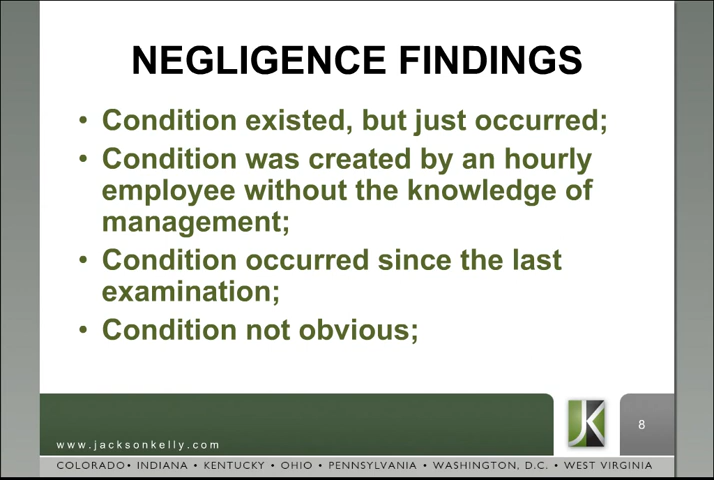 NEGLIGENCE FINDINGS
• Condition existed, but just occurred;
• Condition was created by an hourly
employee without the knowledge of
management;
• Condition occurred since the last
examination;
• Condition not obvious;
JK
8
www.jacksonkelly.com
COLORADO• INDIANA • KENTUCKY • OHIO • PENNSYLVANIA • WASHINGTON, D.C. • WEST VIRGINIA